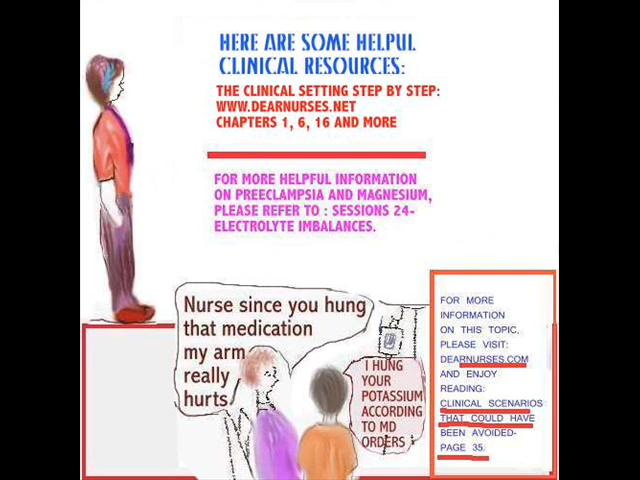 HERE ARE SOME HELPUL
CLINICAL RESOURCES:
THE CLINICAL SETTING STEP BY STEP:
WWW.DEARNURSES.NET
CHAPTERS 1, 6, 16 AND MORE
FOR MORE HELPFUL INFORMATION
ON PREECLAMPSIA AND MAGNESIUM,
PLEASE REFER TO : SESSIONS 24-
ELECTROLYTE IMBALANCES.
Nurse since you hung
that medication
my arm
really
hurts
I HUNG
YOUR
POTASSIUM
ACCORDING
TO MD
ORDERS
FOR MORE
INFORMATION
ON THIS TOPIC,
PLEASE VISIT:
DEARNURSES.COM
AND ENJOY
READING:
CLINICAL SCENARIOS
THAT COULD HAVE
BEEN AVOIDED-
PAGE 35.